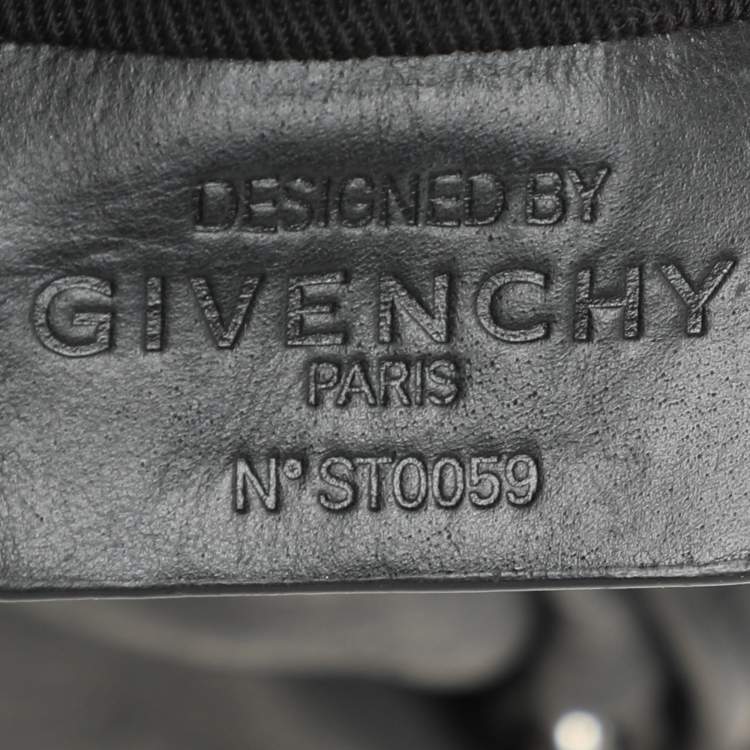 DESIGNED BY
GIVENCHY
PARIS
N° ST0059